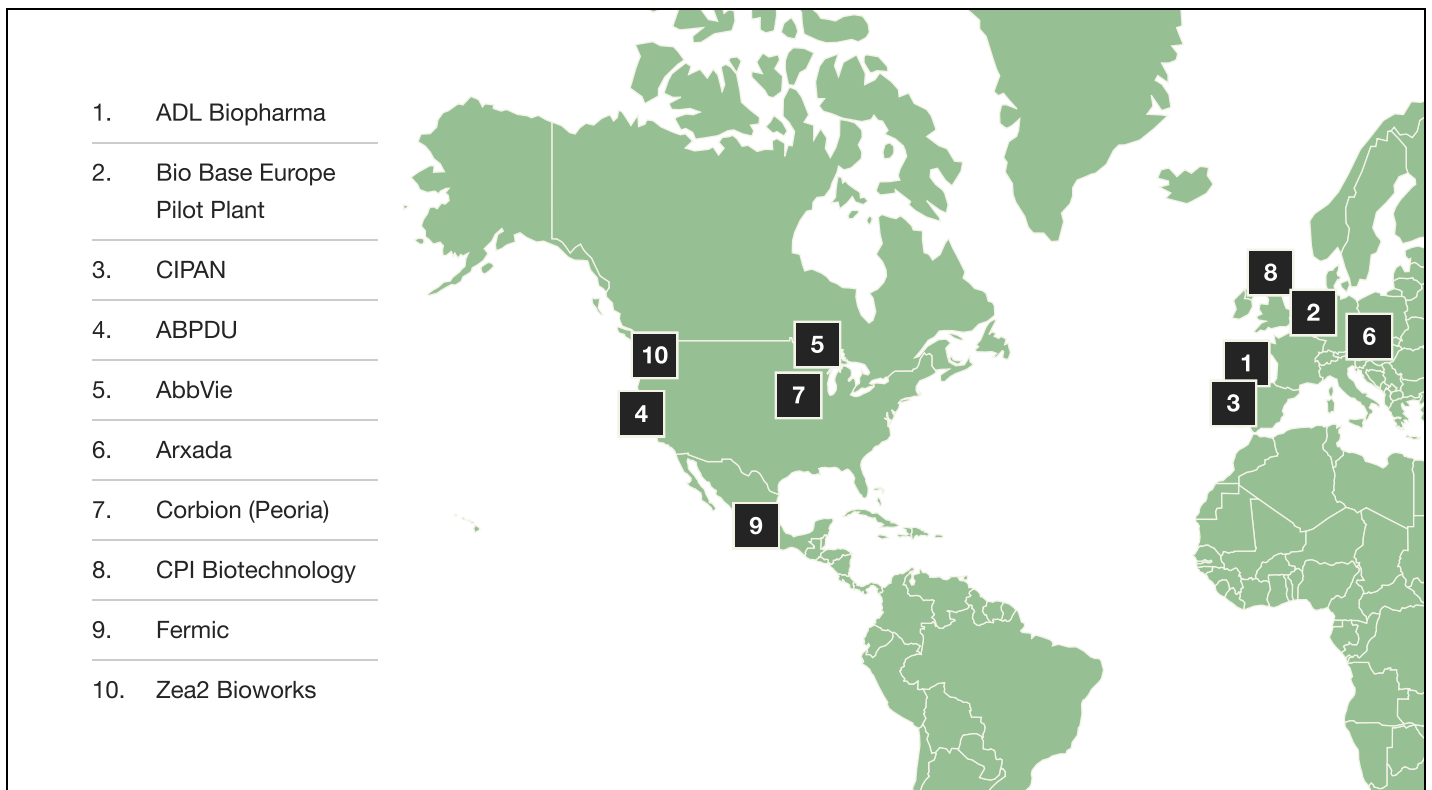 1. ADL Biopharma
2. Bio Base Europe
Pilot Plant
3. CIPAN
4. ABPDU
5. AbbVie
6. Arxada
7. Corbion (Peoria)
8. CPI Biotechnology
9. Fermic
10. Zea2 Bioworks
8
2
6
10
5
1
7
3
4
9